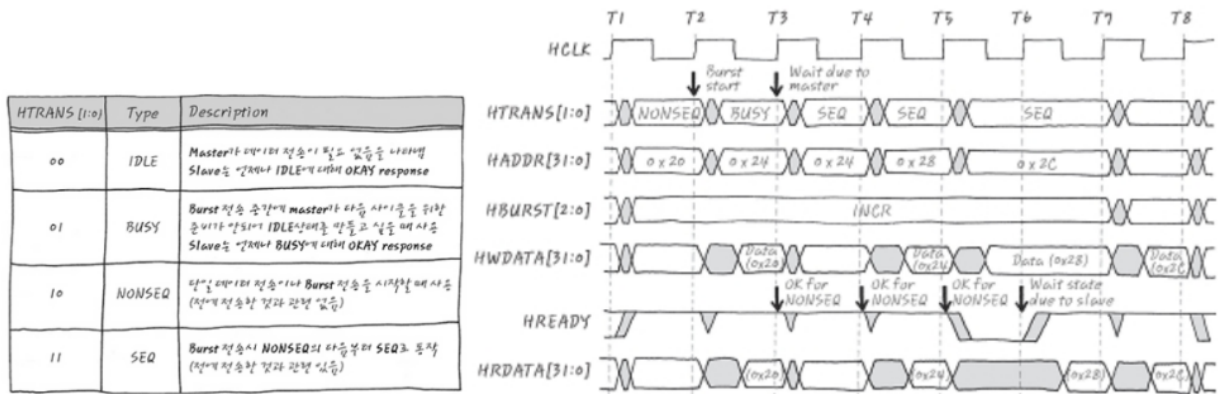 HTRANS [1:0] Type Description
00 IDLE Master가 데이터 전송이 필요 없음을 나타냄
Slave는 언제나 IDLE에 대해 OKAY response
01 BUSY Burst 전송 중간에 master가 다음 사이클을 위한
준비가 안되어 IDLE상태를 만들고 싶을 때 사용
Slave는 언제나 BUSY에 대해 OKAY response
10 NONSEQ 단일 데이터 전송이나 Burst 전송을 시작할 때 사용
(전에 전송한 것과 관련 없음)
11 SEQ Burst 전송시 NONSEQ의 다음부터 SEQ로 동작
(전에 전송한 것과 관련 있음)
T1 T2 T3 T4 T5 T6 T7 T8
HCLK
Burst start
Wait due to master
HTRANS[1:0] NONSEQ BUSY SEQ SEQ SEQ
HADDR[31:0] 0x20 0x24 0x24 0x28 0x2C
HBURST[2:0] INCR
HWDATA[31:0] Data (0x20) Data (0x24) Data (0x28) Data (0x2C)
OK for NONSEQ
OK for NONSEQ
OK for NONSEQ
Wait state due to slave
HREADY
HRDATA[31:0] (0x20) (0x24) (0x28) (0x2C)